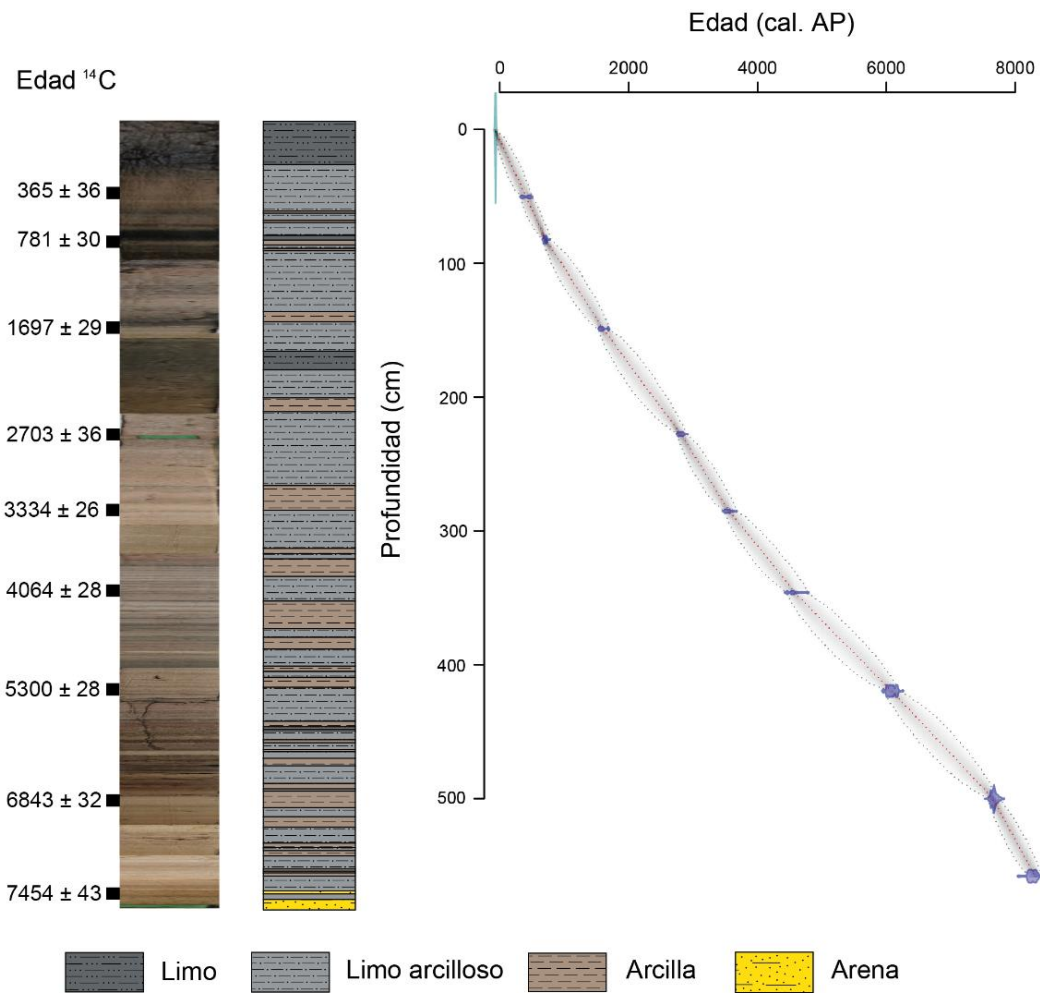 Edad (cal. AP)
Edad ¹⁴C
0 2000 4000 6000 8000
365 ± 36
781 ± 30
1697 ± 29
2703 ± 36
3334 ± 26
4064 ± 28
5300 ± 28
6843 ± 32
7454 ± 43
Profundidad (cm)
0
100
200
300
400
500
Limo
Limo arcilloso
Arcilla
Arena